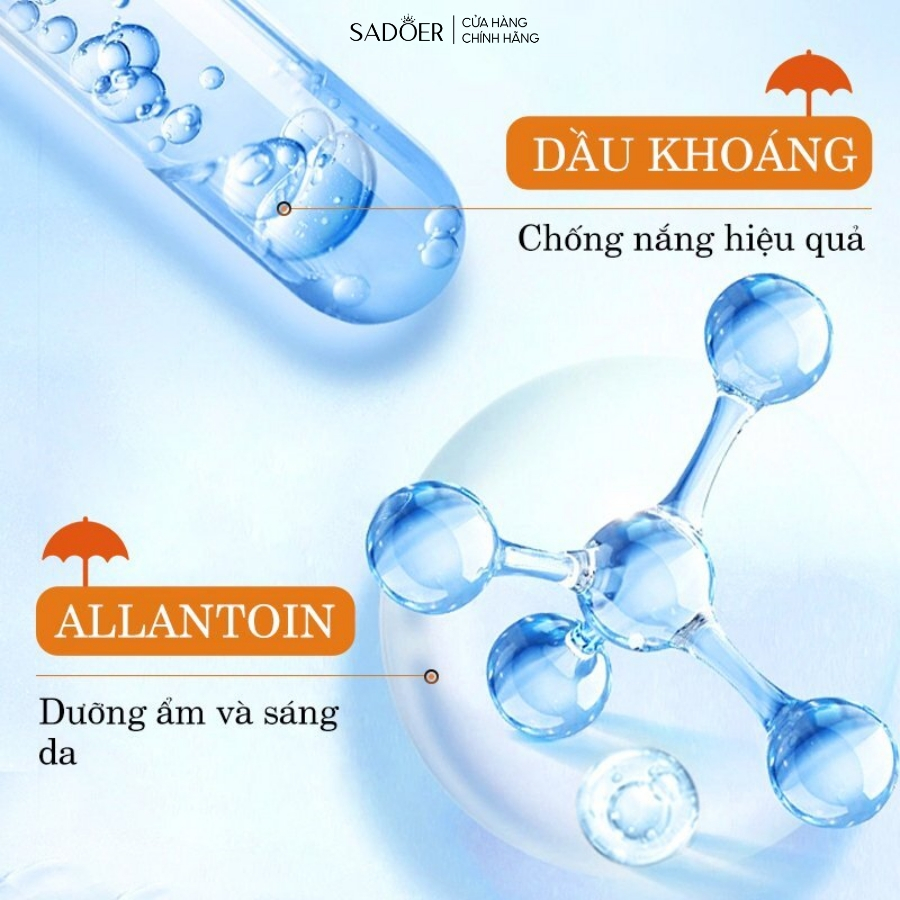 SADOER
CỬA HÀNG
CHÍNH HÃNG
DẦU KHOÁNG
Chống nắng hiệu quả
ALLANTOIN
Dưỡng ẩm và sáng
da